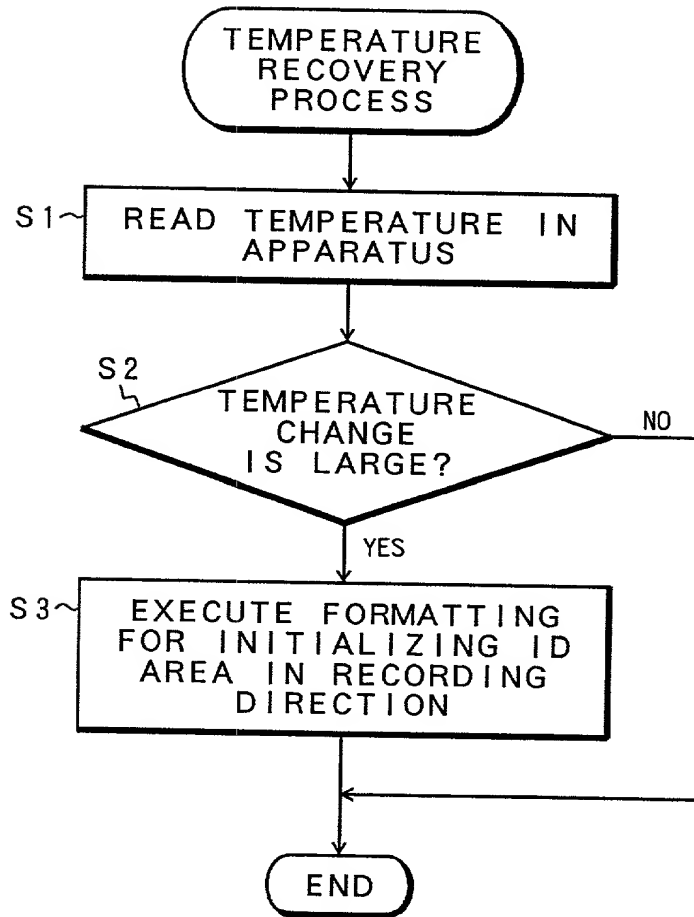 TEMPERATURE
RECOVERY
PROCESS
S1
READ TEMPERATURE IN
APPARATUS
S2
TEMPERATURE
CHANGE
IS LARGE?
NO
YES
S3
EXECUTE FORMATTING
FOR INITIALIZING ID
AREA IN RECORDING
DIRECTION
END